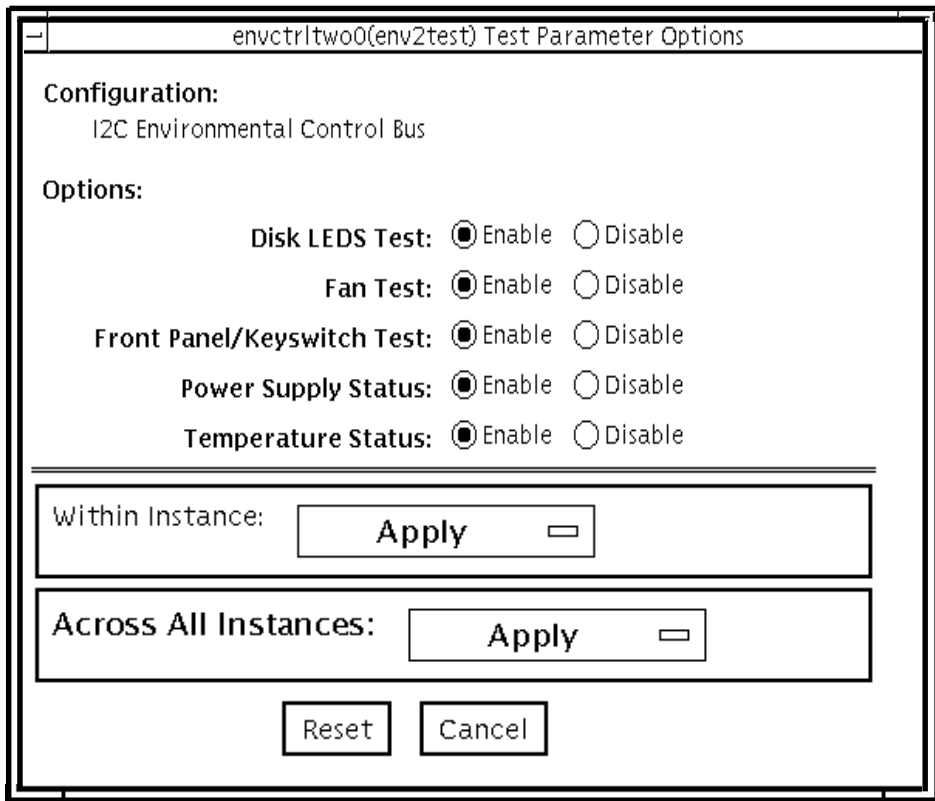 envctrltwo0(env2test) Test Parameter Options
Configuration:
I2C Environmental Control Bus
Options:
Disk LEDS Test: Enable Disable
Fan Test: Enable Disable
Front Panel/Keyswitch Test: Enable Disable
Power Supply Status: Enable Disable
Temperature Status: Enable Disable
Within Instance: Apply
Across All Instances: Apply
Reset Cancel